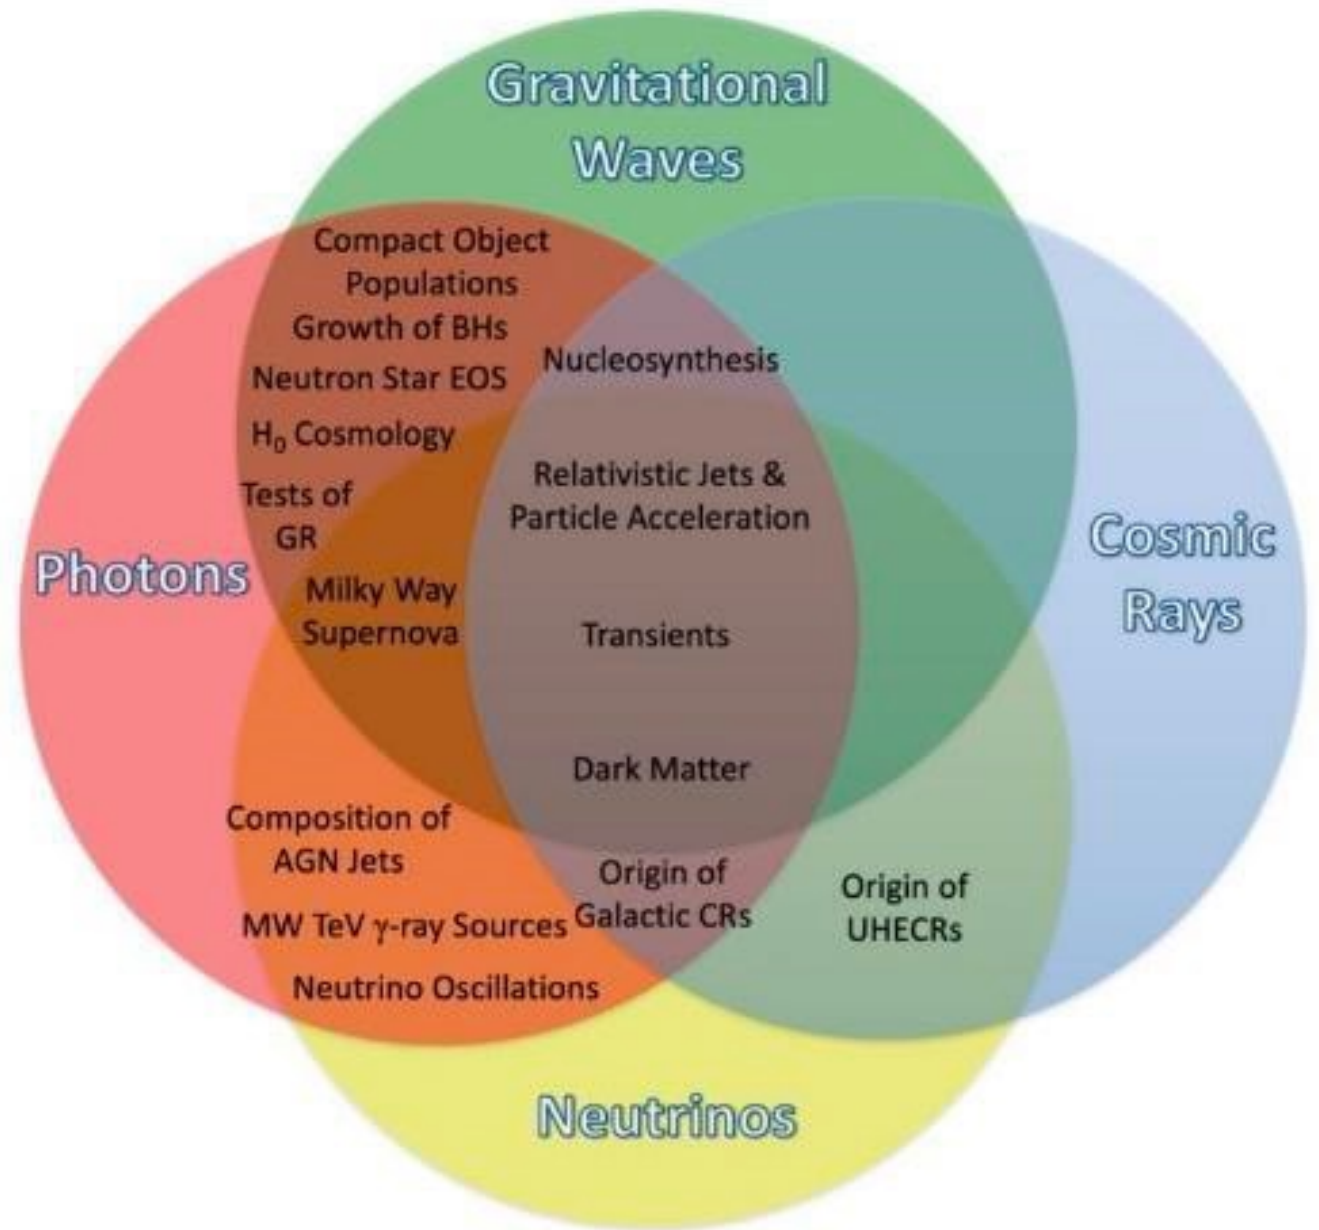 Gravitational
Waves
Compact Object
Populations
Growth of BHs
Neutron Star EOS
H₀ Cosmology
Tests of
GR
Nucleosynthesis
Relativistic Jets &
Particle Acceleration
Photons
Cosmic
Rays
Milky Way
Supernova
Transients
Dark Matter
Composition of
AGN Jets
MW TeV γ-ray Sources
Neutrino Oscillations
Origin of
Galactic CRs
Origin of
UHECRs
Neutrinos